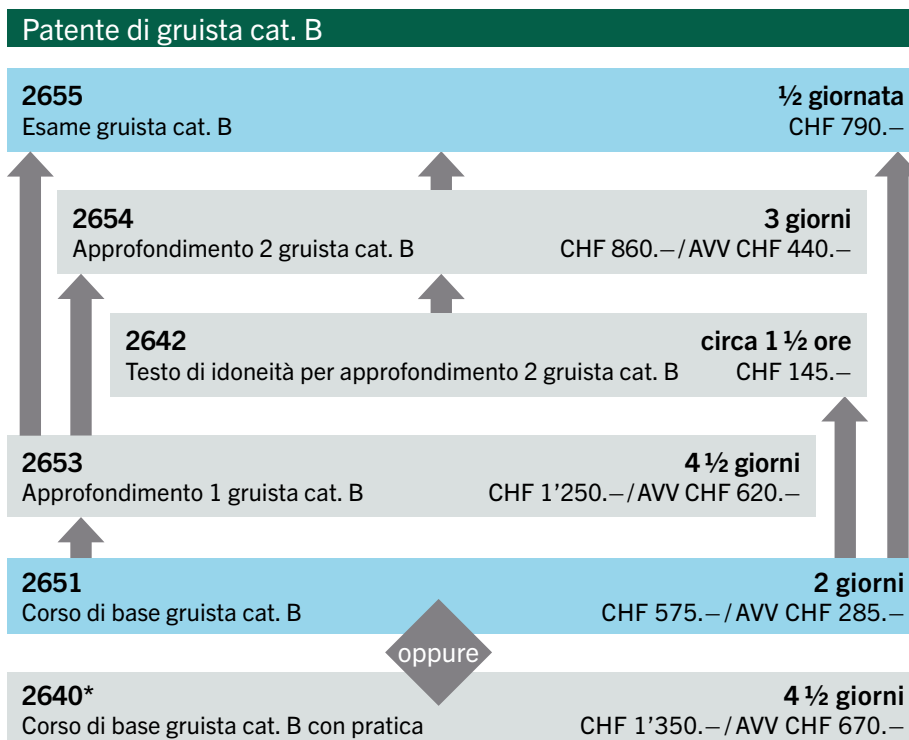 Patente di gruista cat. B
2655 ½ giornata
Esame gruista cat. B CHF 790.–
2654 3 giorni
Approfondimento 2 gruista cat. B CHF 860.–/AVV CHF 440.–
2642 circa 1 ½ ore
Testo di idoneità per approfondimento 2 gruista cat. B CHF 145.–
2653 4 ½ giorni
Approfondimento 1 gruista cat. B CHF 1’250.–/AVV CHF 620.–
2651 2 giorni
Corso di base gruista cat. B CHF 575.–/AVV CHF 285.–
oppure
2640* 4 ½ giorni
Corso di base gruista cat. B con pratica CHF 1’350.–/AVV CHF 670.–